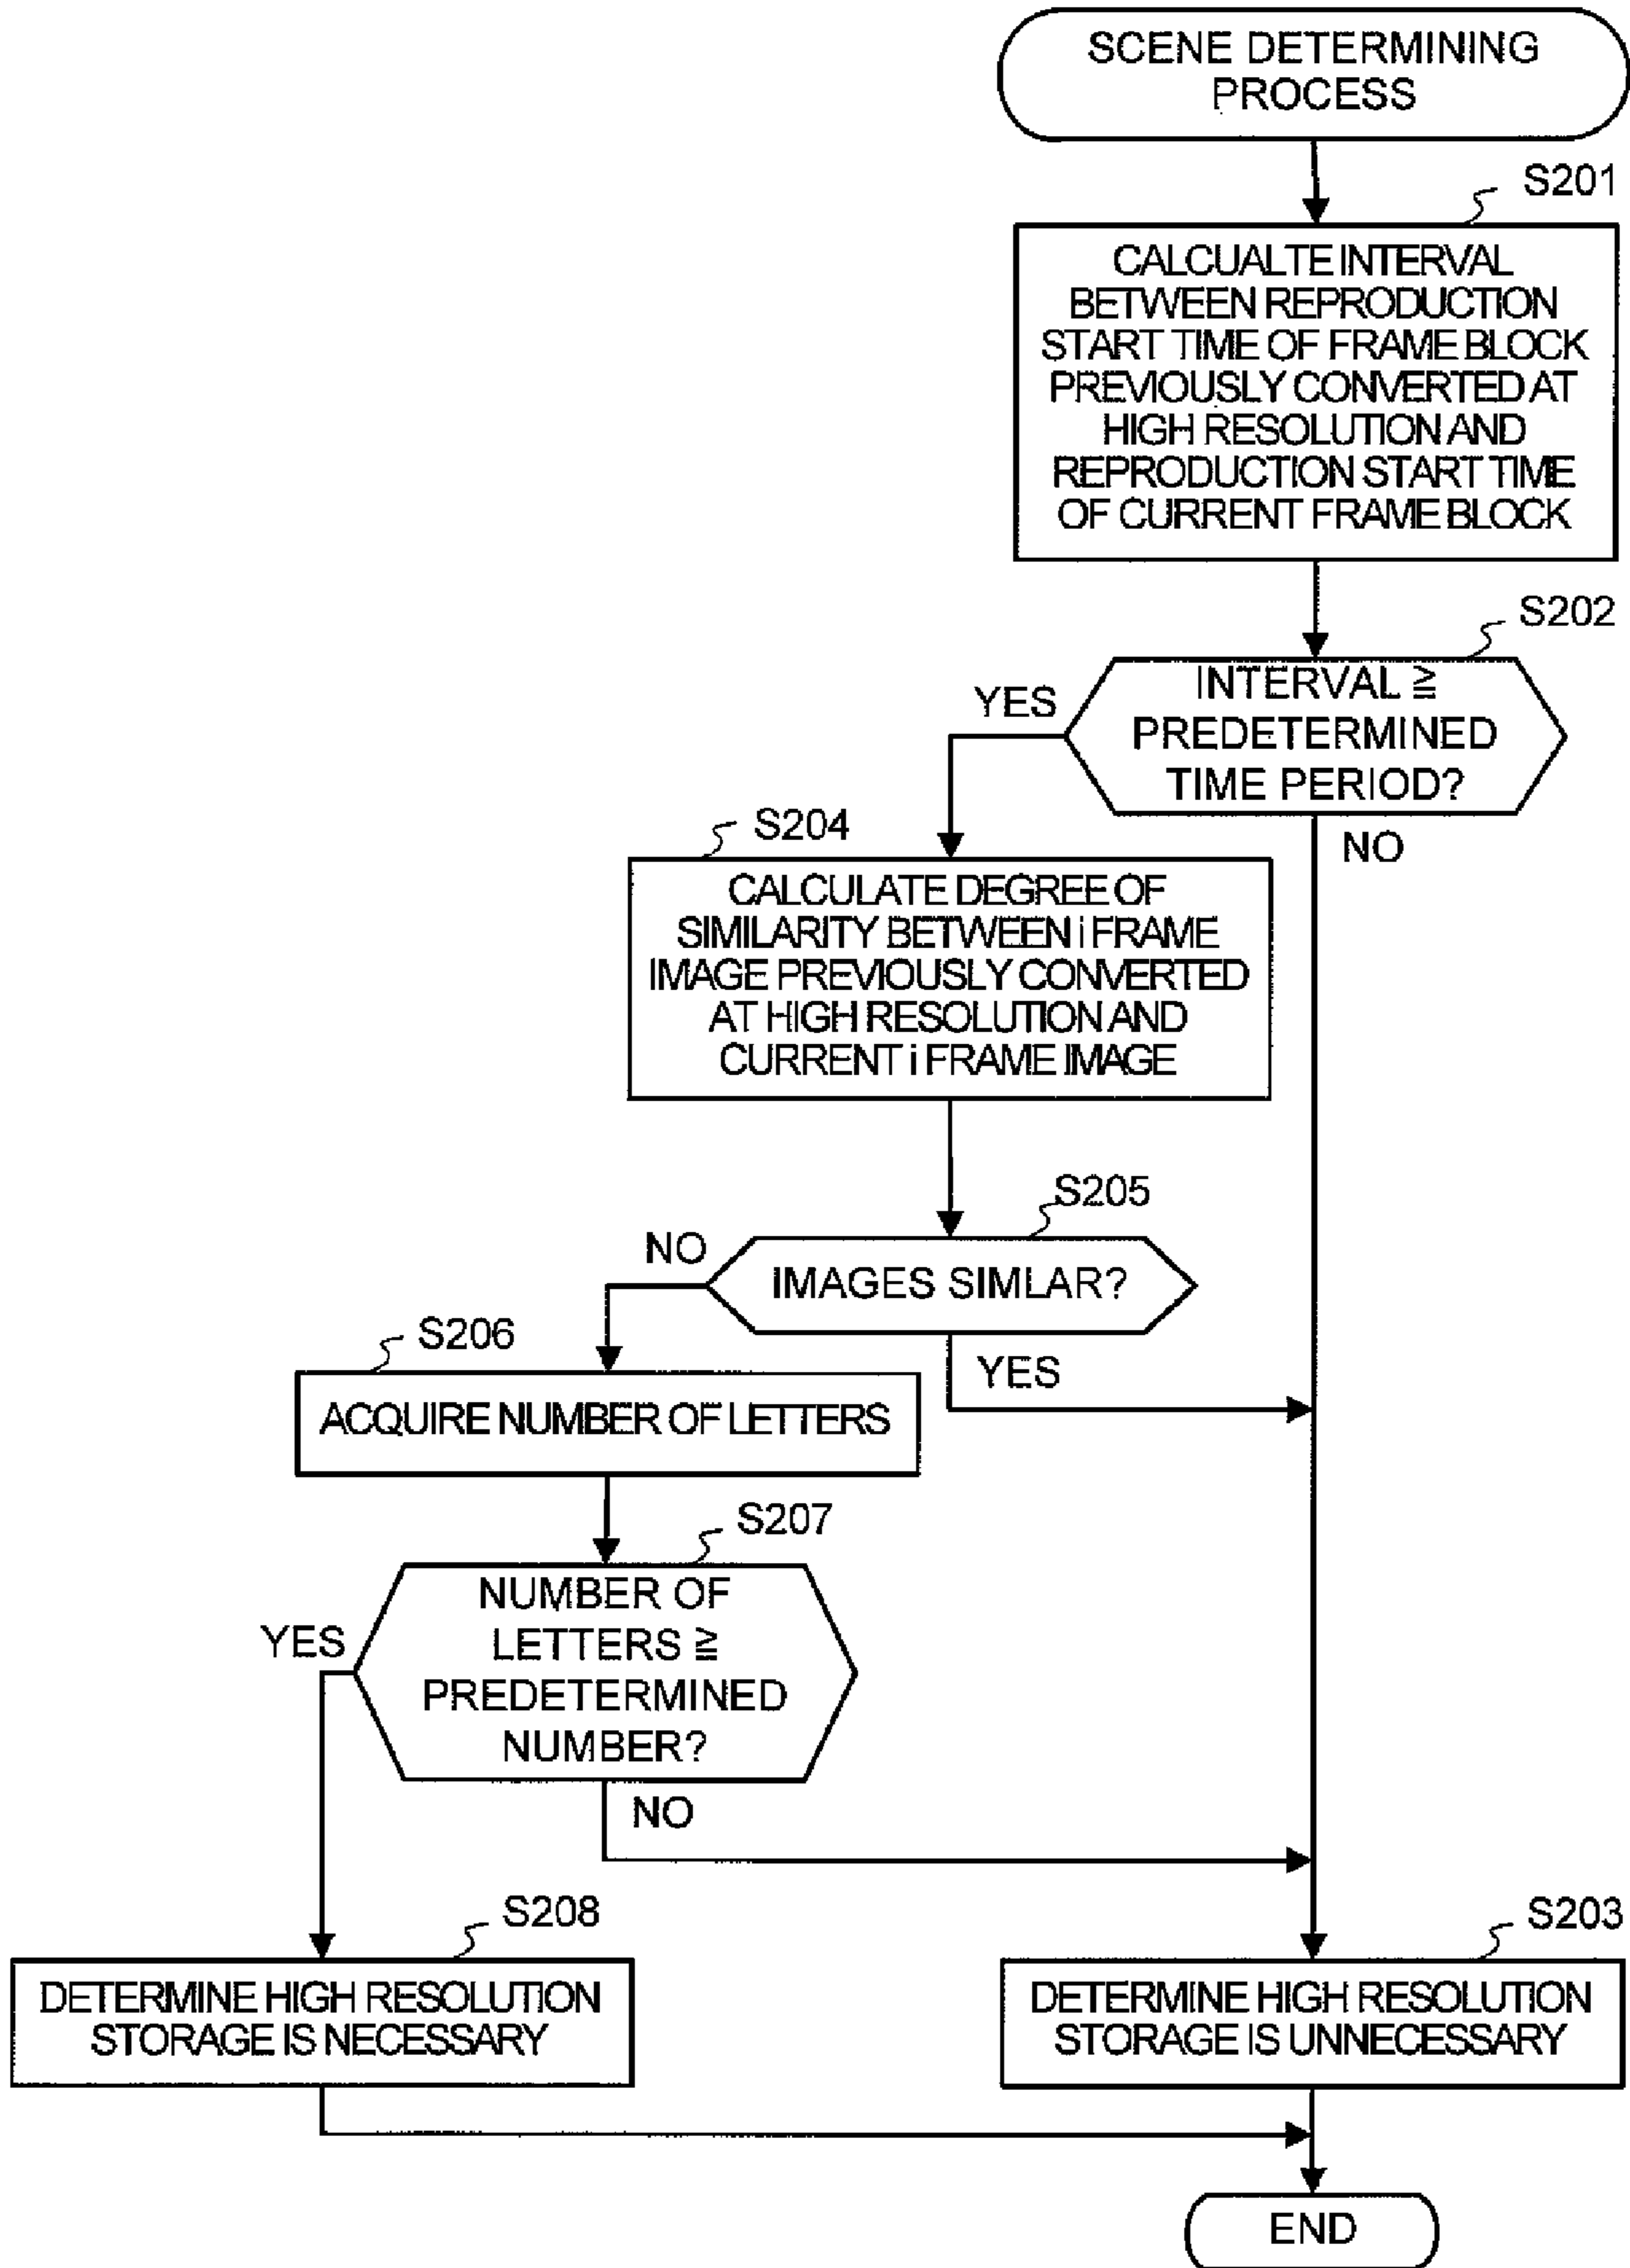 SCENE DETERMINING
PROCESS
S201
CALCUALTE INTERVAL
BETWEEN REPRODUCTION
START TIME OF FRAME BLOCK
PREVIOUSLY CONVERTED AT
HIGH RESOLUTION AND
REPRODUCTION START TIME
OF CURRENT FRAME BLOCK
S202
INTERVAL ≧
PREDETERMINED
TIME PERIOD?
YES
NO
S204
CALCULATE DEGREE OF
SIMILARITY BETWEEN i FRAME
IMAGE PREVIOUSLY CONVERTED
AT HIGH RESOLUTION AND
CURRENT i FRAME IMAGE
S205
IMAGES SIMLAR?
NO
YES
S206
ACQUIRE NUMBER OF LETTERS
S207
NUMBER OF
LETTERS ≧
PREDETERMINED
NUMBER?
YES
NO
S208
DETERMINE HIGH RESOLUTION
STORAGE IS NECESSARY
S203
DETERMINE HIGH RESOLUTION
STORAGE IS UNNECESSARY
END